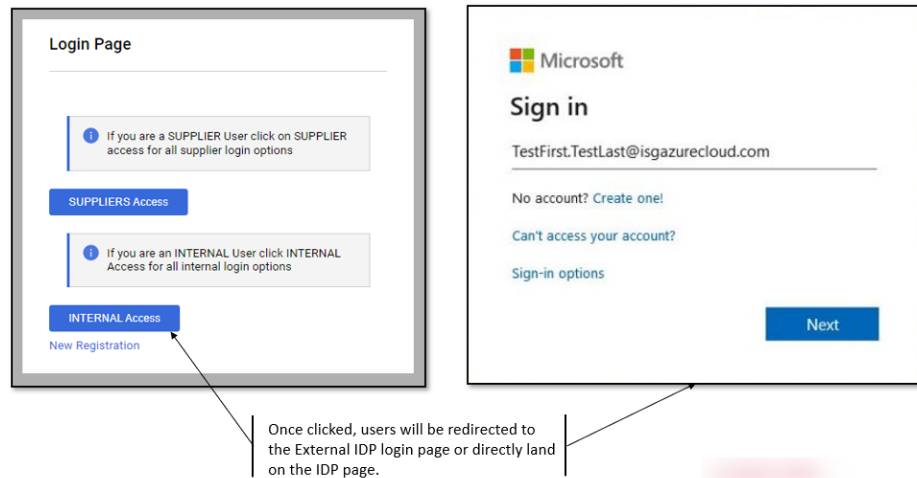 Login Page
If you are a SUPPLIER User click on SUPPLIER
access for all supplier login options
SUPPLIERS Access
If you are an INTERNAL User click INTERNAL
Access for all internal login options
INTERNAL Access
New Registration
Microsoft
Sign in
TestFirst.TestLast@isgazurecloud.com
No account? Create one!
Can't access your account?
Sign-in options
Next
Once clicked, users will be redirected to
the External IDP login page or directly land
on the IDP page.